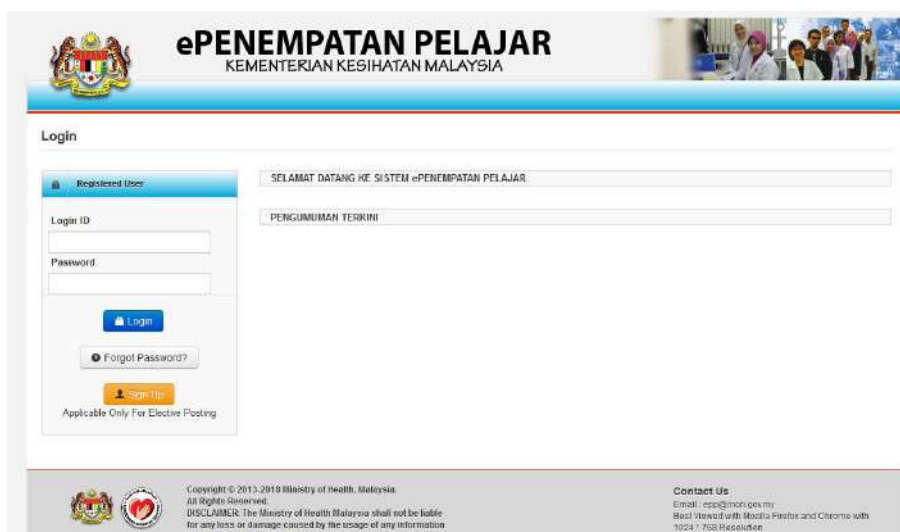 ePENEMPATAN PELAJAR
KEMENTERIAN KESIHATAN MALAYSIA
Login
Registered User
SELAMAT DATANG KE SISTEM ePENEMPATAN PELAJAR
Login ID
PENGUMUMAN TERKINI
Password
Login
Forgot Password?
Sign Up
Applicable Only For Elective Posting
Copyright © 2013-2018 Ministry of Health, Malaysia.
All Rights Reserved.
DISCLAIMER: The Ministry of Health Malaysia shall not be liable
for any loss or damage caused by the usage of any information
Contact Us
Email : epp@moh.gov.my
Best Viewed with Mozilla Firefox and Chrome with
1024 * 768 Resolution